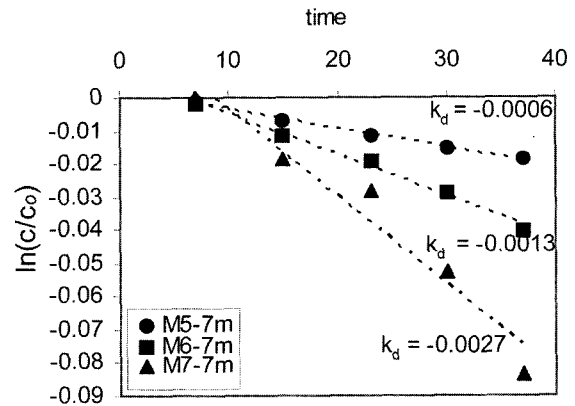 time
0 10 20 30 40
0
-0.01
-0.02
-0.03
-0.04
-0.05
-0.06
-0.07
-0.08
-0.09
ln(c/co)
kd = -0.0006
kd = -0.0013
kd = -0.0027
M5-7m
M6-7m
M7-7m